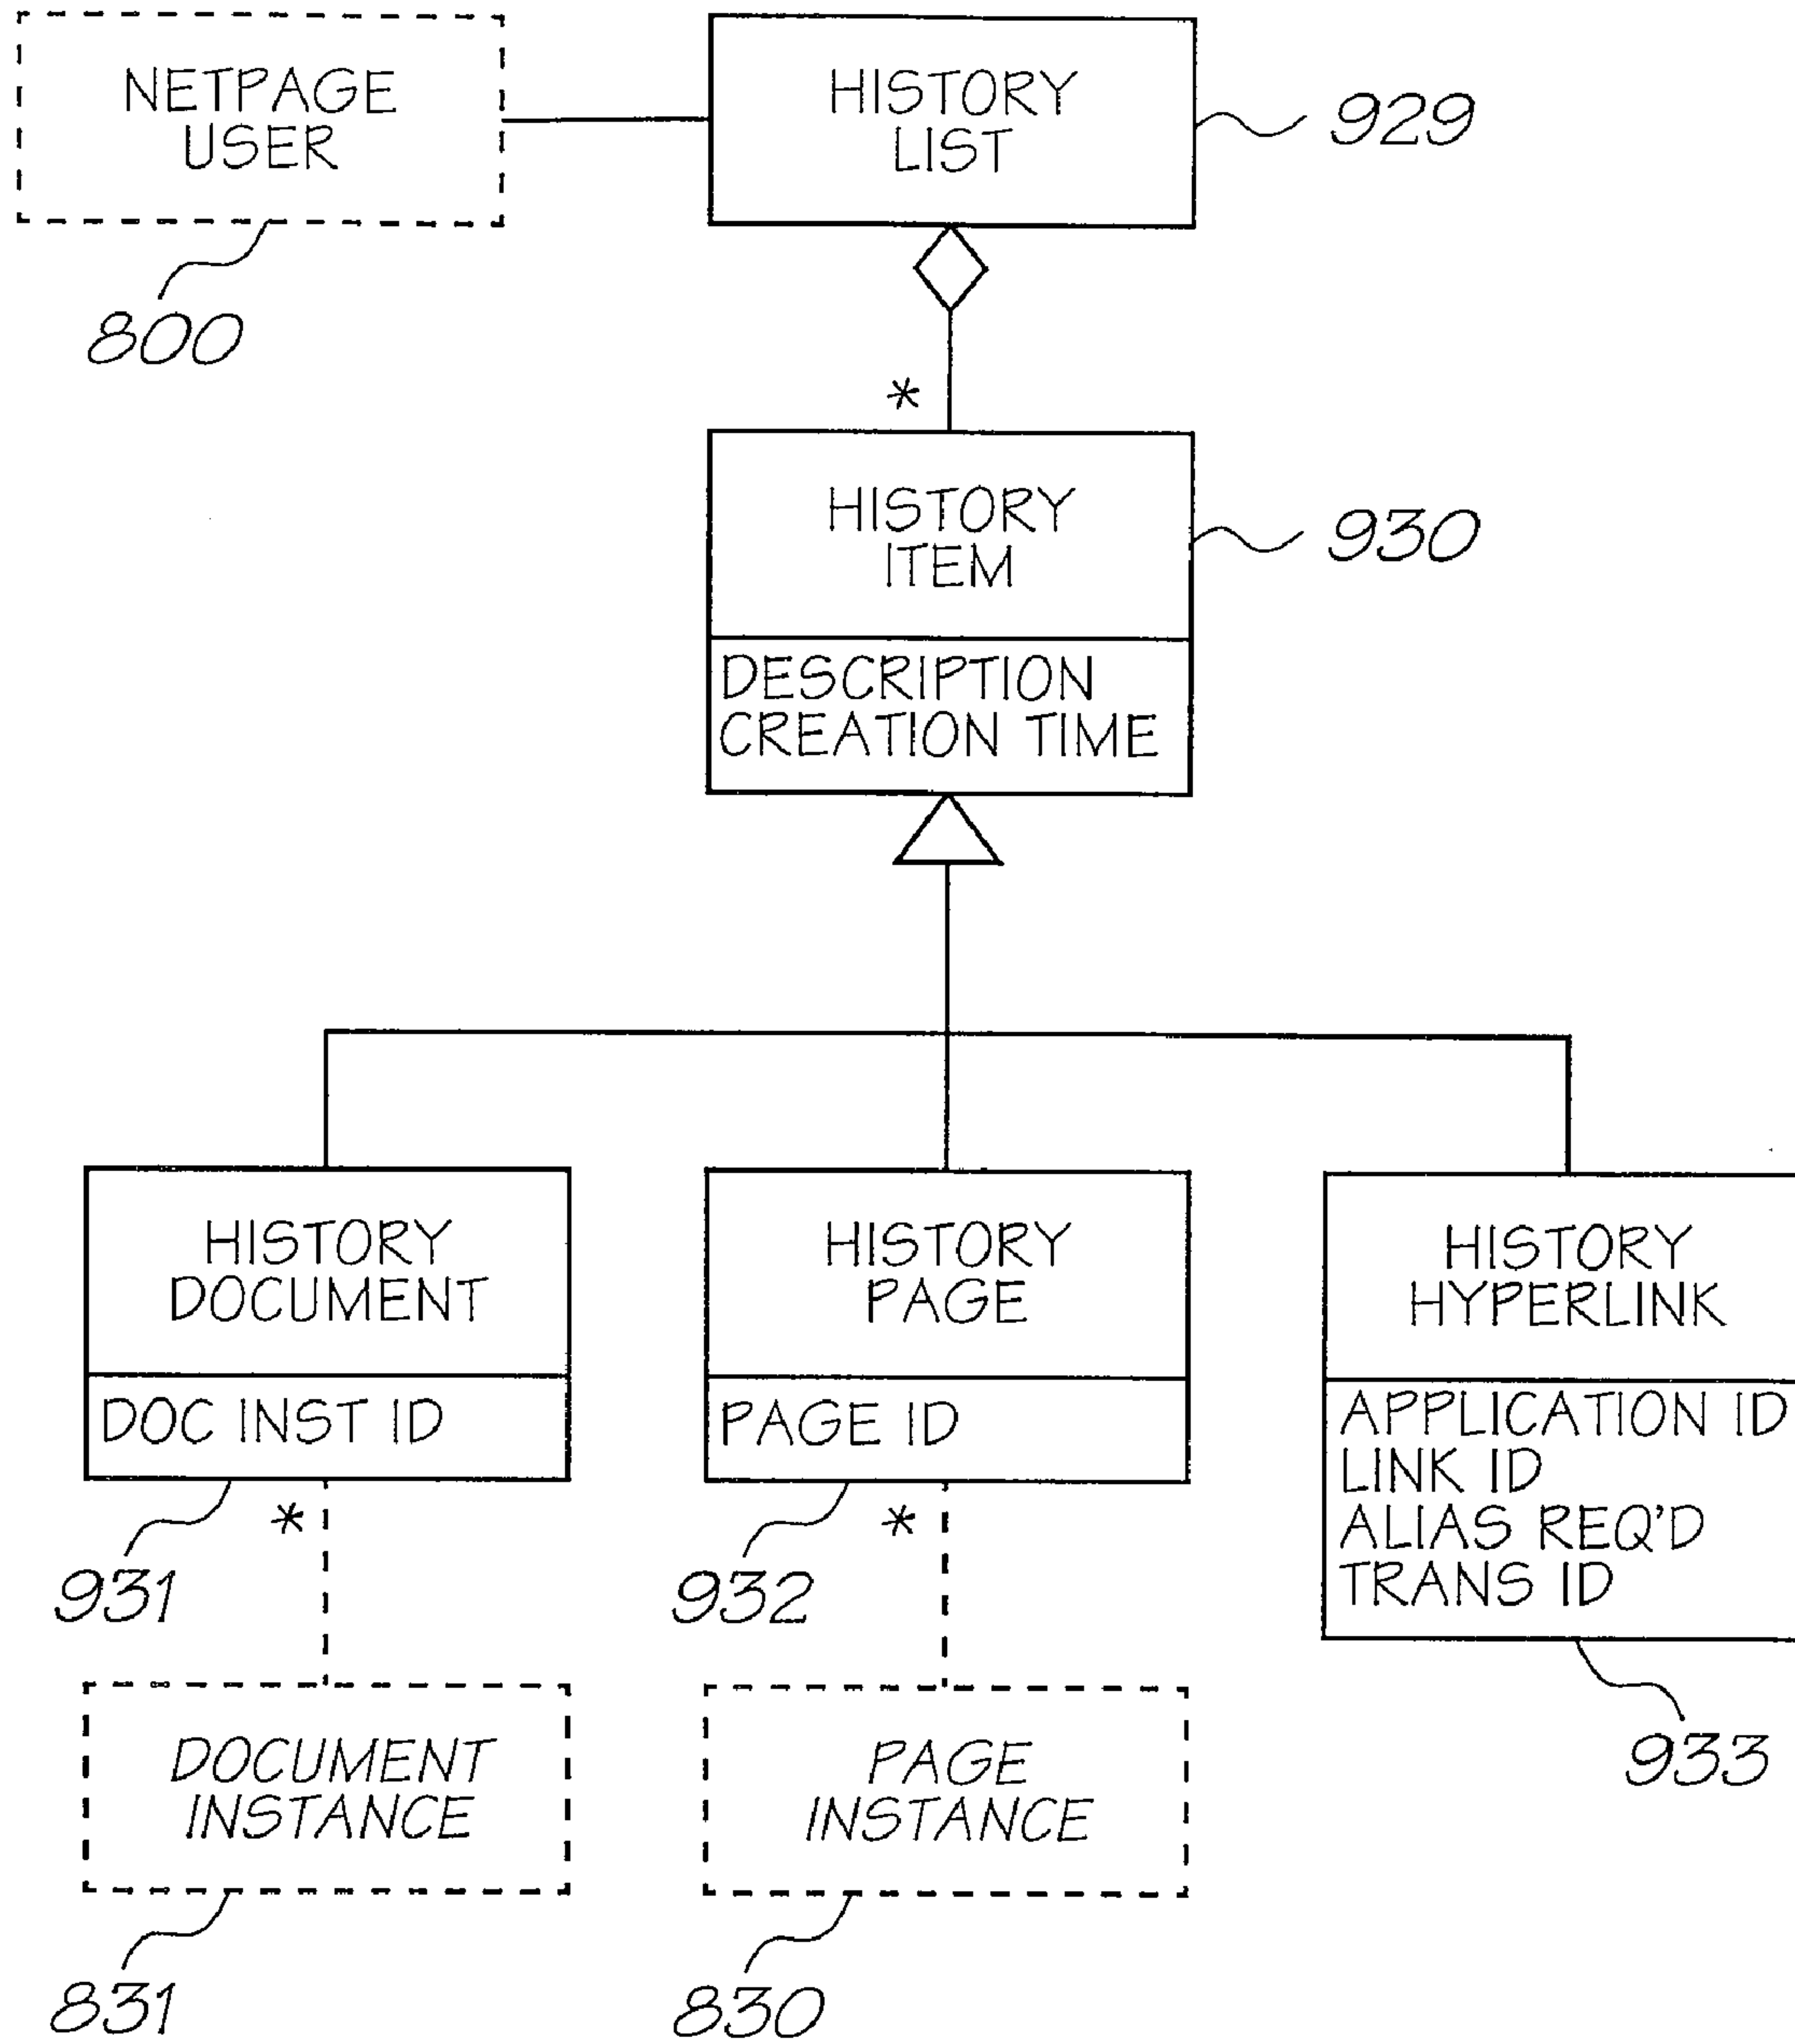 NETPAGE
USER
800
HISTORY
LIST
929
*
HISTORY
ITEM
930
DESCRIPTION
CREATION TIME
HISTORY
DOCUMENT
DOC INST ID
931
*
HISTORY
PAGE
PAGE ID
932
*
HISTORY
HYPERLINK
APPLICATION ID
LINK ID
ALIAS REQ'D
TRANS ID
933
DOCUMENT
INSTANCE
831
PAGE
INSTANCE
830